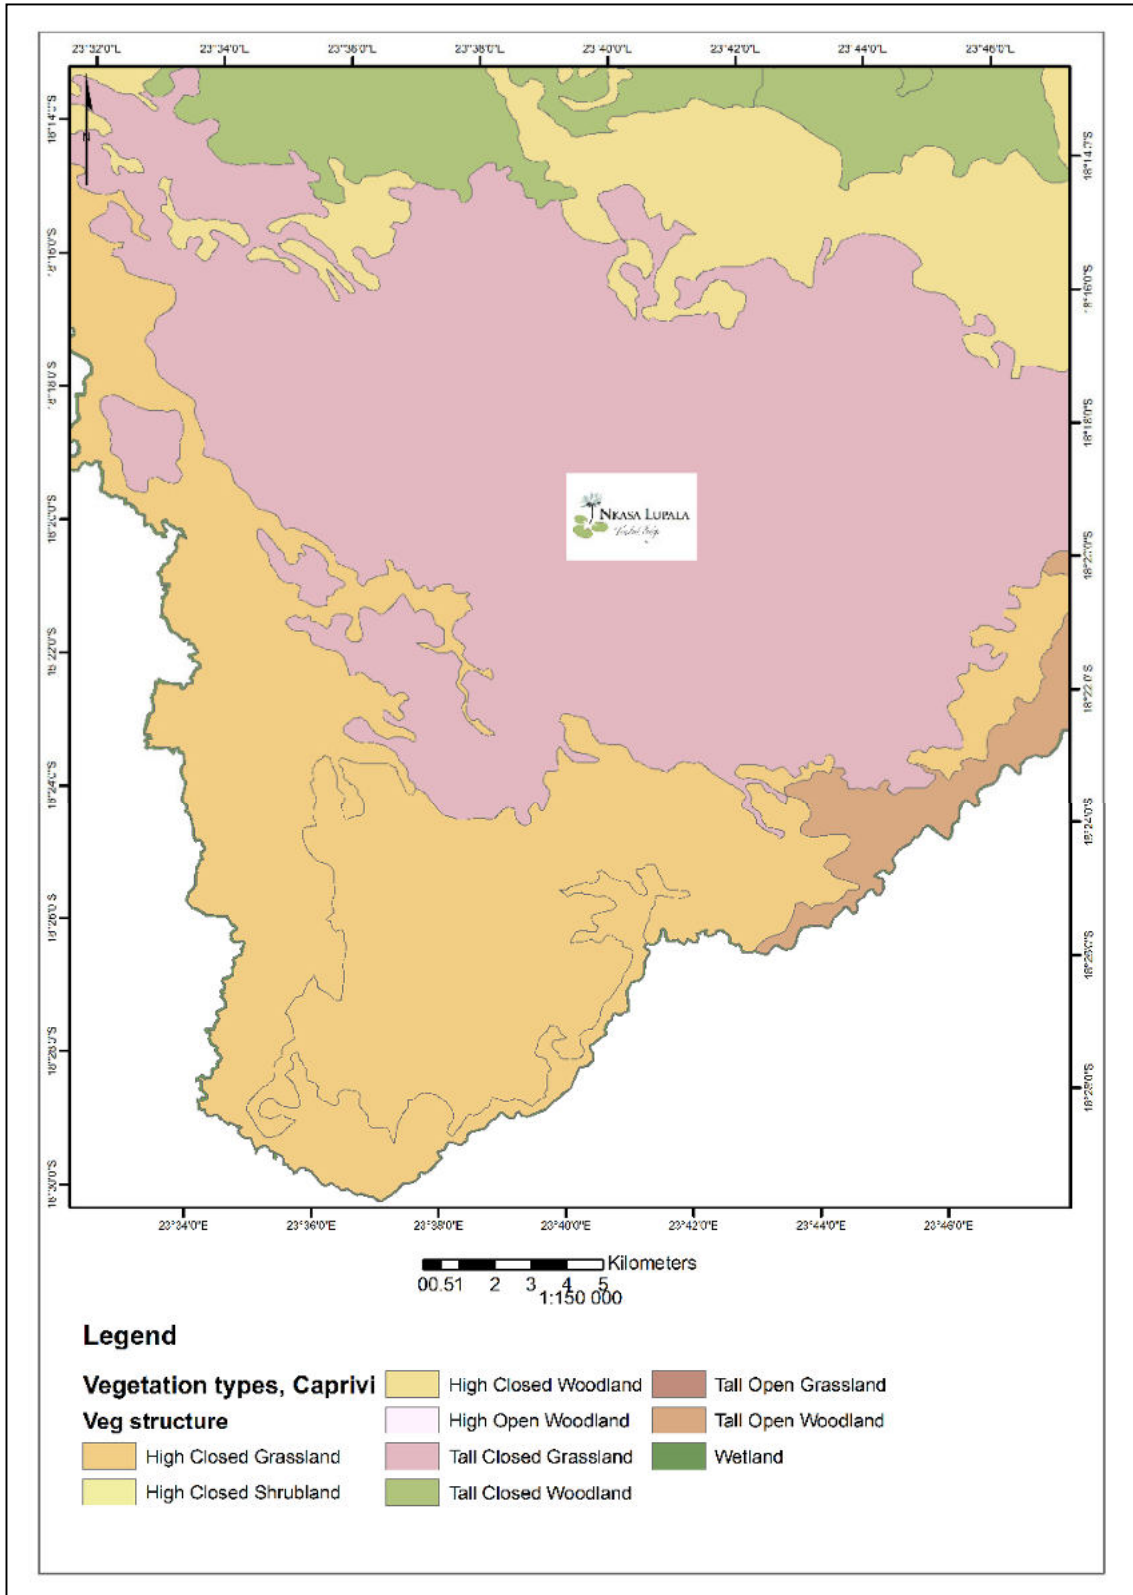 23°32'0"E 23°34'0"E 23°36'0"E 23°38'0"E 23°40'0"E 23°42'0"E 23°44'0"E 23°46'0"E
18°14'0"S
18°16'0"S
18°18'0"S
18°20'0"S
18°22'0"S
18°24'0"S
18°26'0"S
18°28'0"S
18°30'0"S
N
NKASA LUPALA
18°14'0"S
18°16'0"S
18°18'0"S
18°20'0"S
18°22'0"S
18°24'0"S
18°26'0"S
18°28'0"S
23°34'0"E 23°36'0"E 23°38'0"E 23°40'0"E 23°42'0"E 23°44'0"E 23°46'0"E
Kilometers
00.51 2 3 4 5
1:150 000
Legend
Vegetation types, Caprivi
Veg structure
High Closed Grassland
High Closed Shrubland
High Closed Woodland
High Open Woodland
Tall Closed Grassland
Tall Closed Woodland
Tall Open Grassland
Tall Open Woodland
Wetland